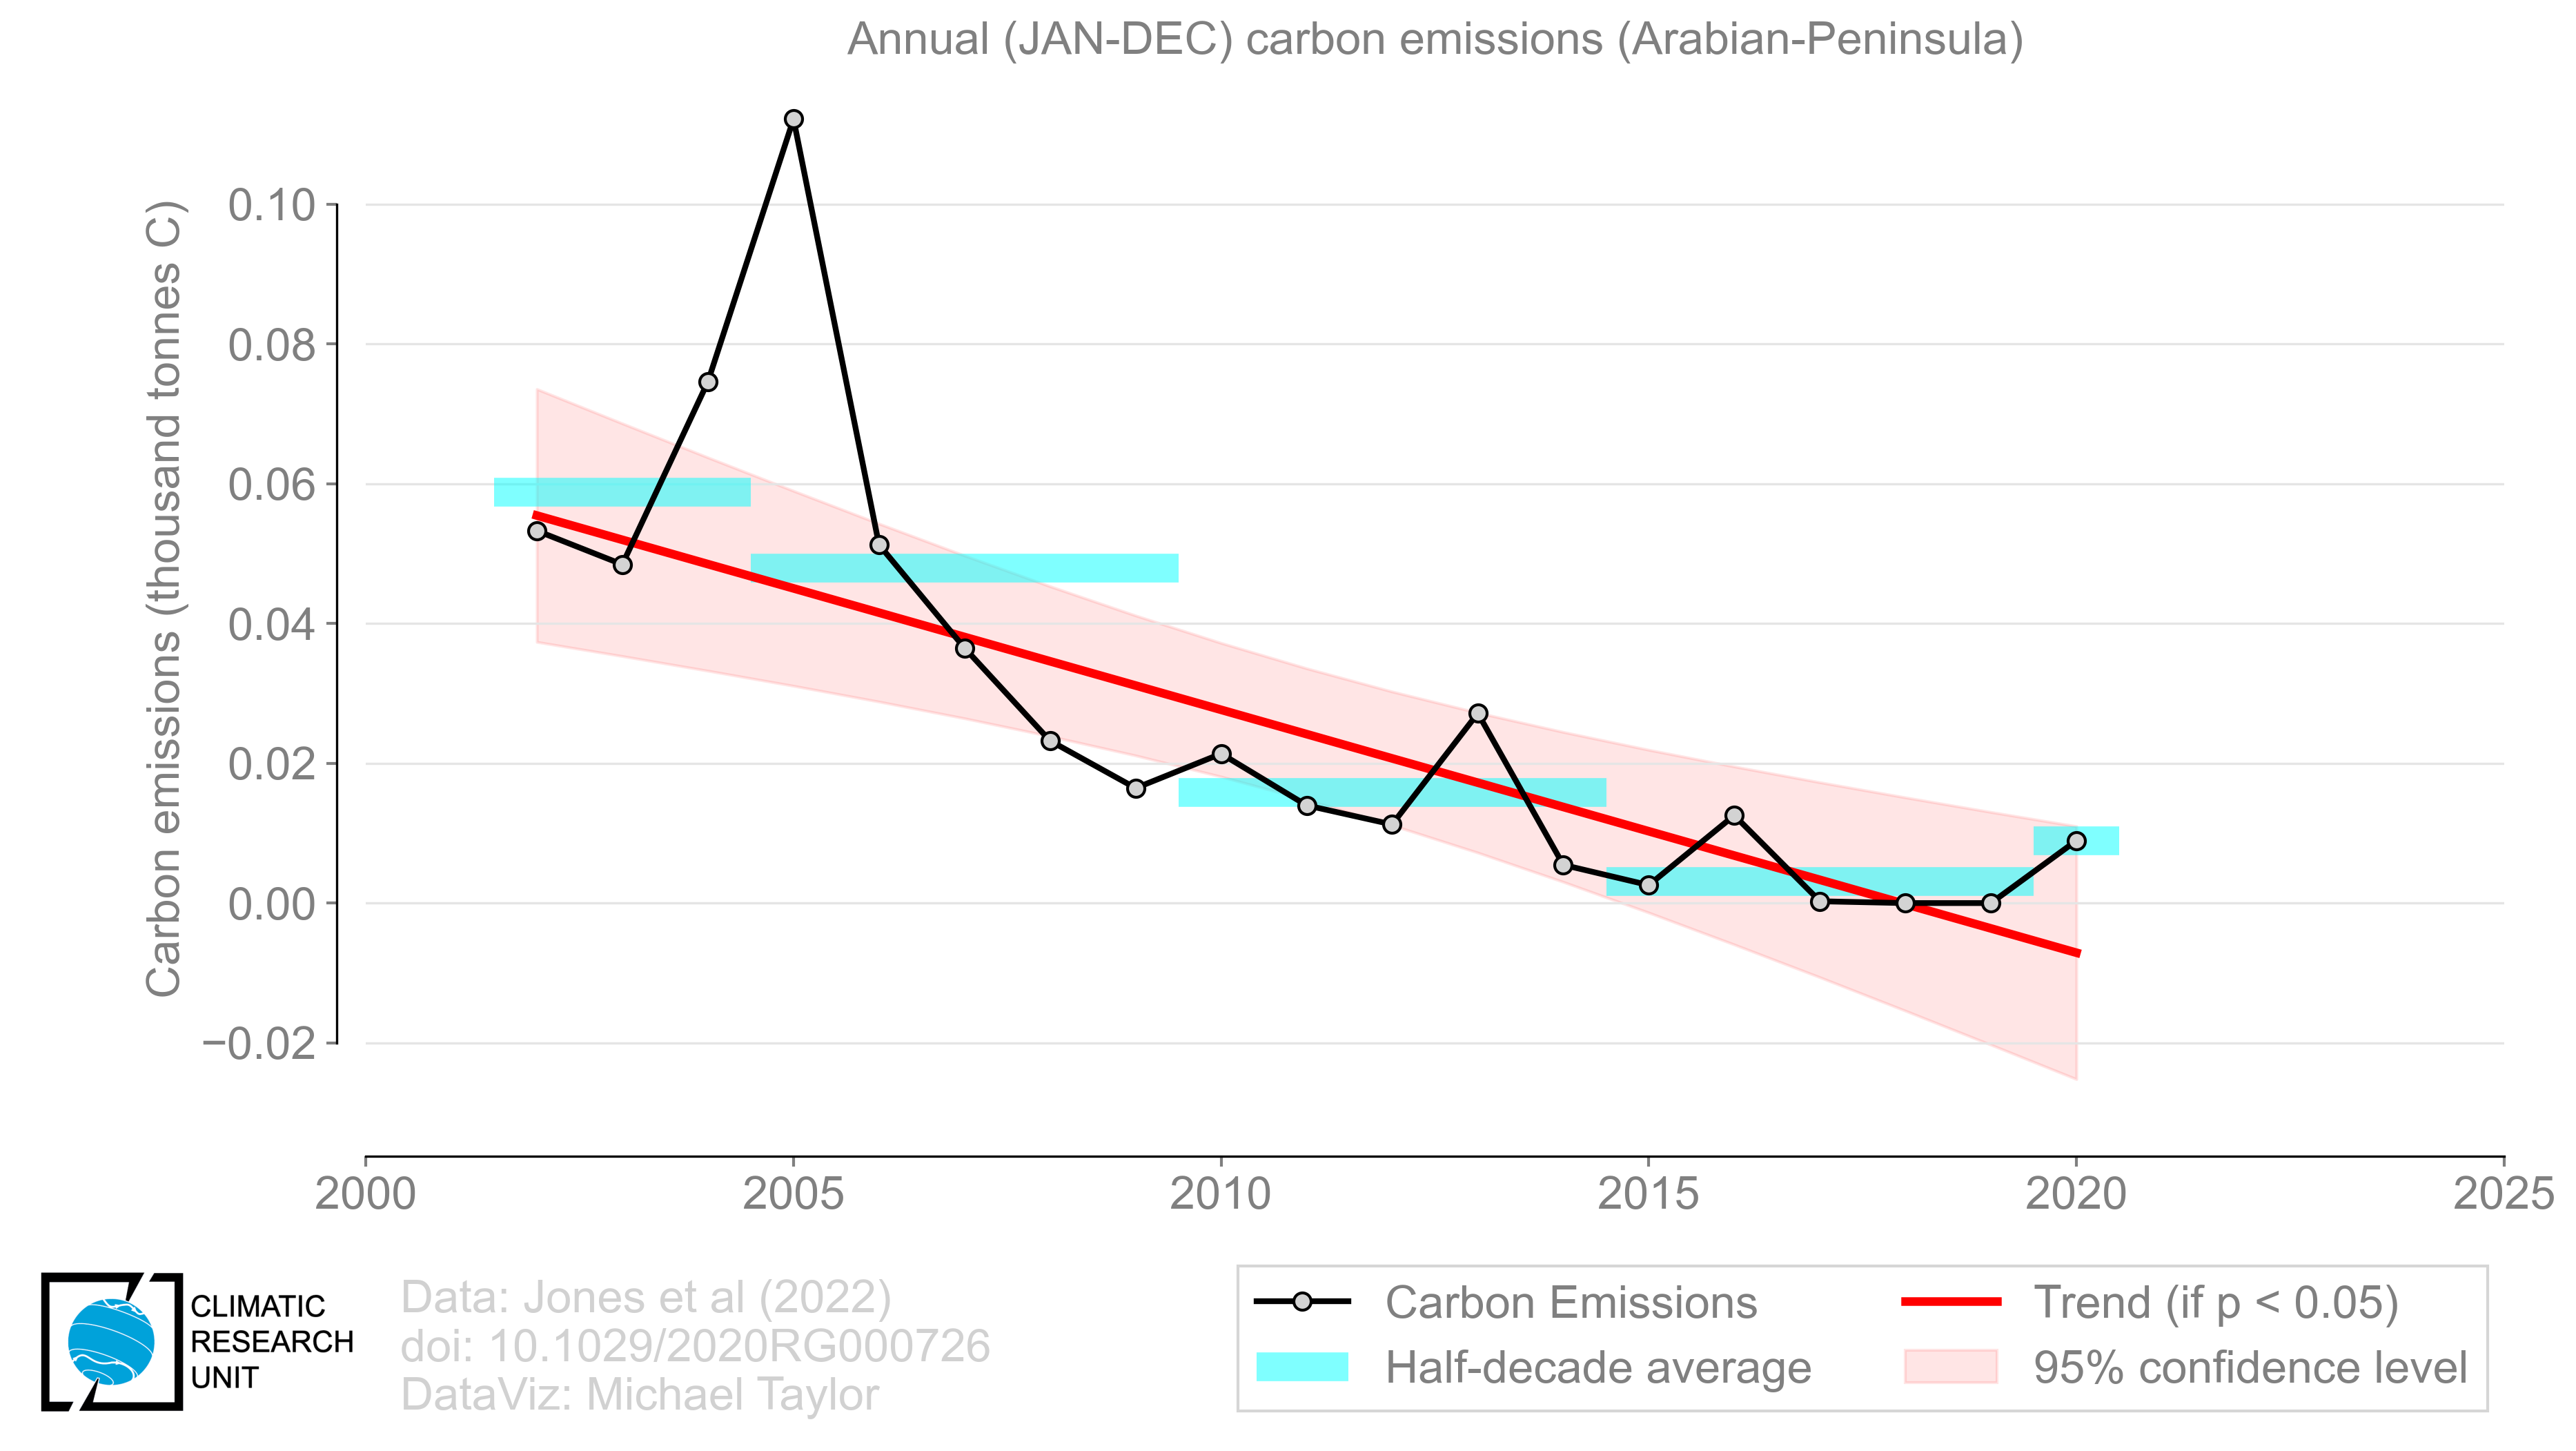 Annual (JAN-DEC) carbon emissions (Arabian-Peninsula)
Carbon emissions (thousand tonnes C)
0.10
0.08
0.06
0.04
0.02
0.00
−0.02
2000 2005 2010 2015 2020 2025
CLIMATIC
RESEARCH
UNIT
Data: Jones et al (2022)
doi: 10.1029/2020RG000726
DataViz: Michael Taylor
Carbon Emissions
Half-decade average
Trend (if p < 0.05)
95% confidence level